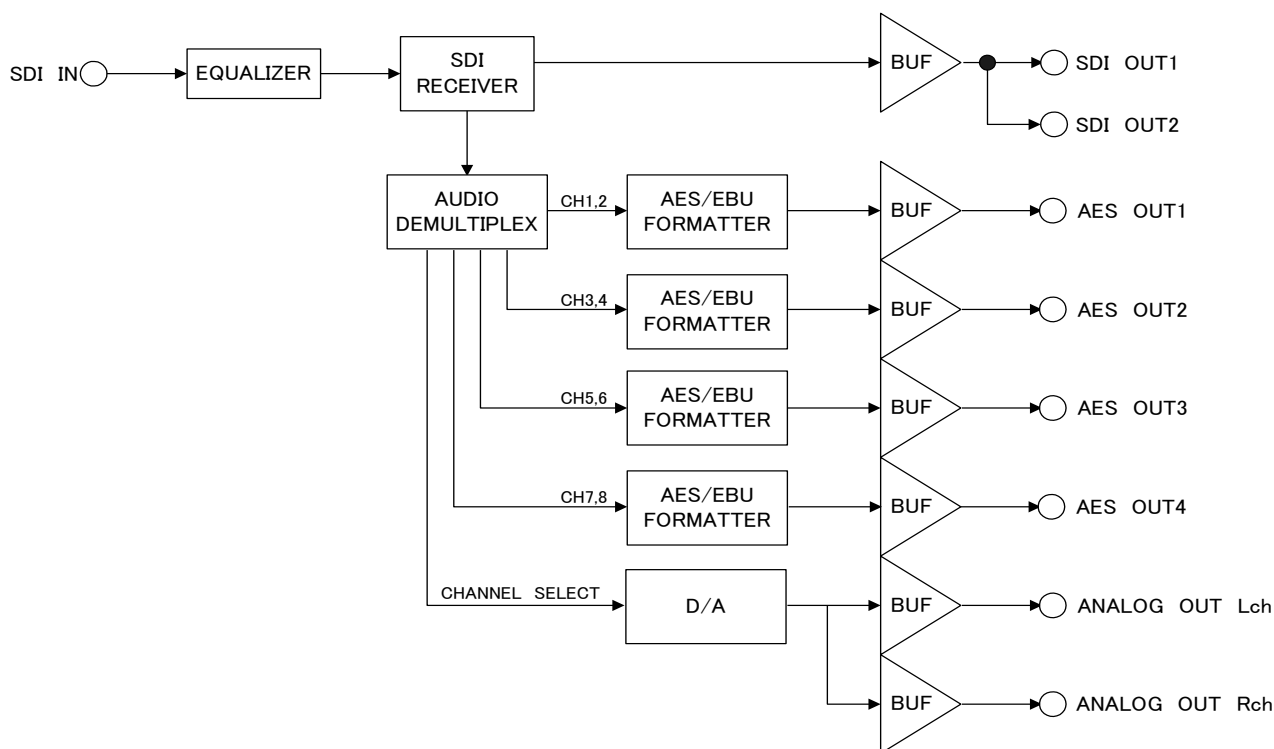 SDI IN
EQUALIZER
SDI
RECEIVER
BUF
SDI OUT1
SDI OUT2
AUDIO
DEMULTIPLEX
CH1,2
AES/EBU
FORMATTER
BUF
AES OUT1
CH3,4
AES/EBU
FORMATTER
BUF
AES OUT2
CH5,6
AES/EBU
FORMATTER
BUF
AES OUT3
CH7,8
AES/EBU
FORMATTER
BUF
AES OUT4
CHANNEL SELECT
D/A
BUF
ANALOG OUT Lch
BUF
ANALOG OUT Rch